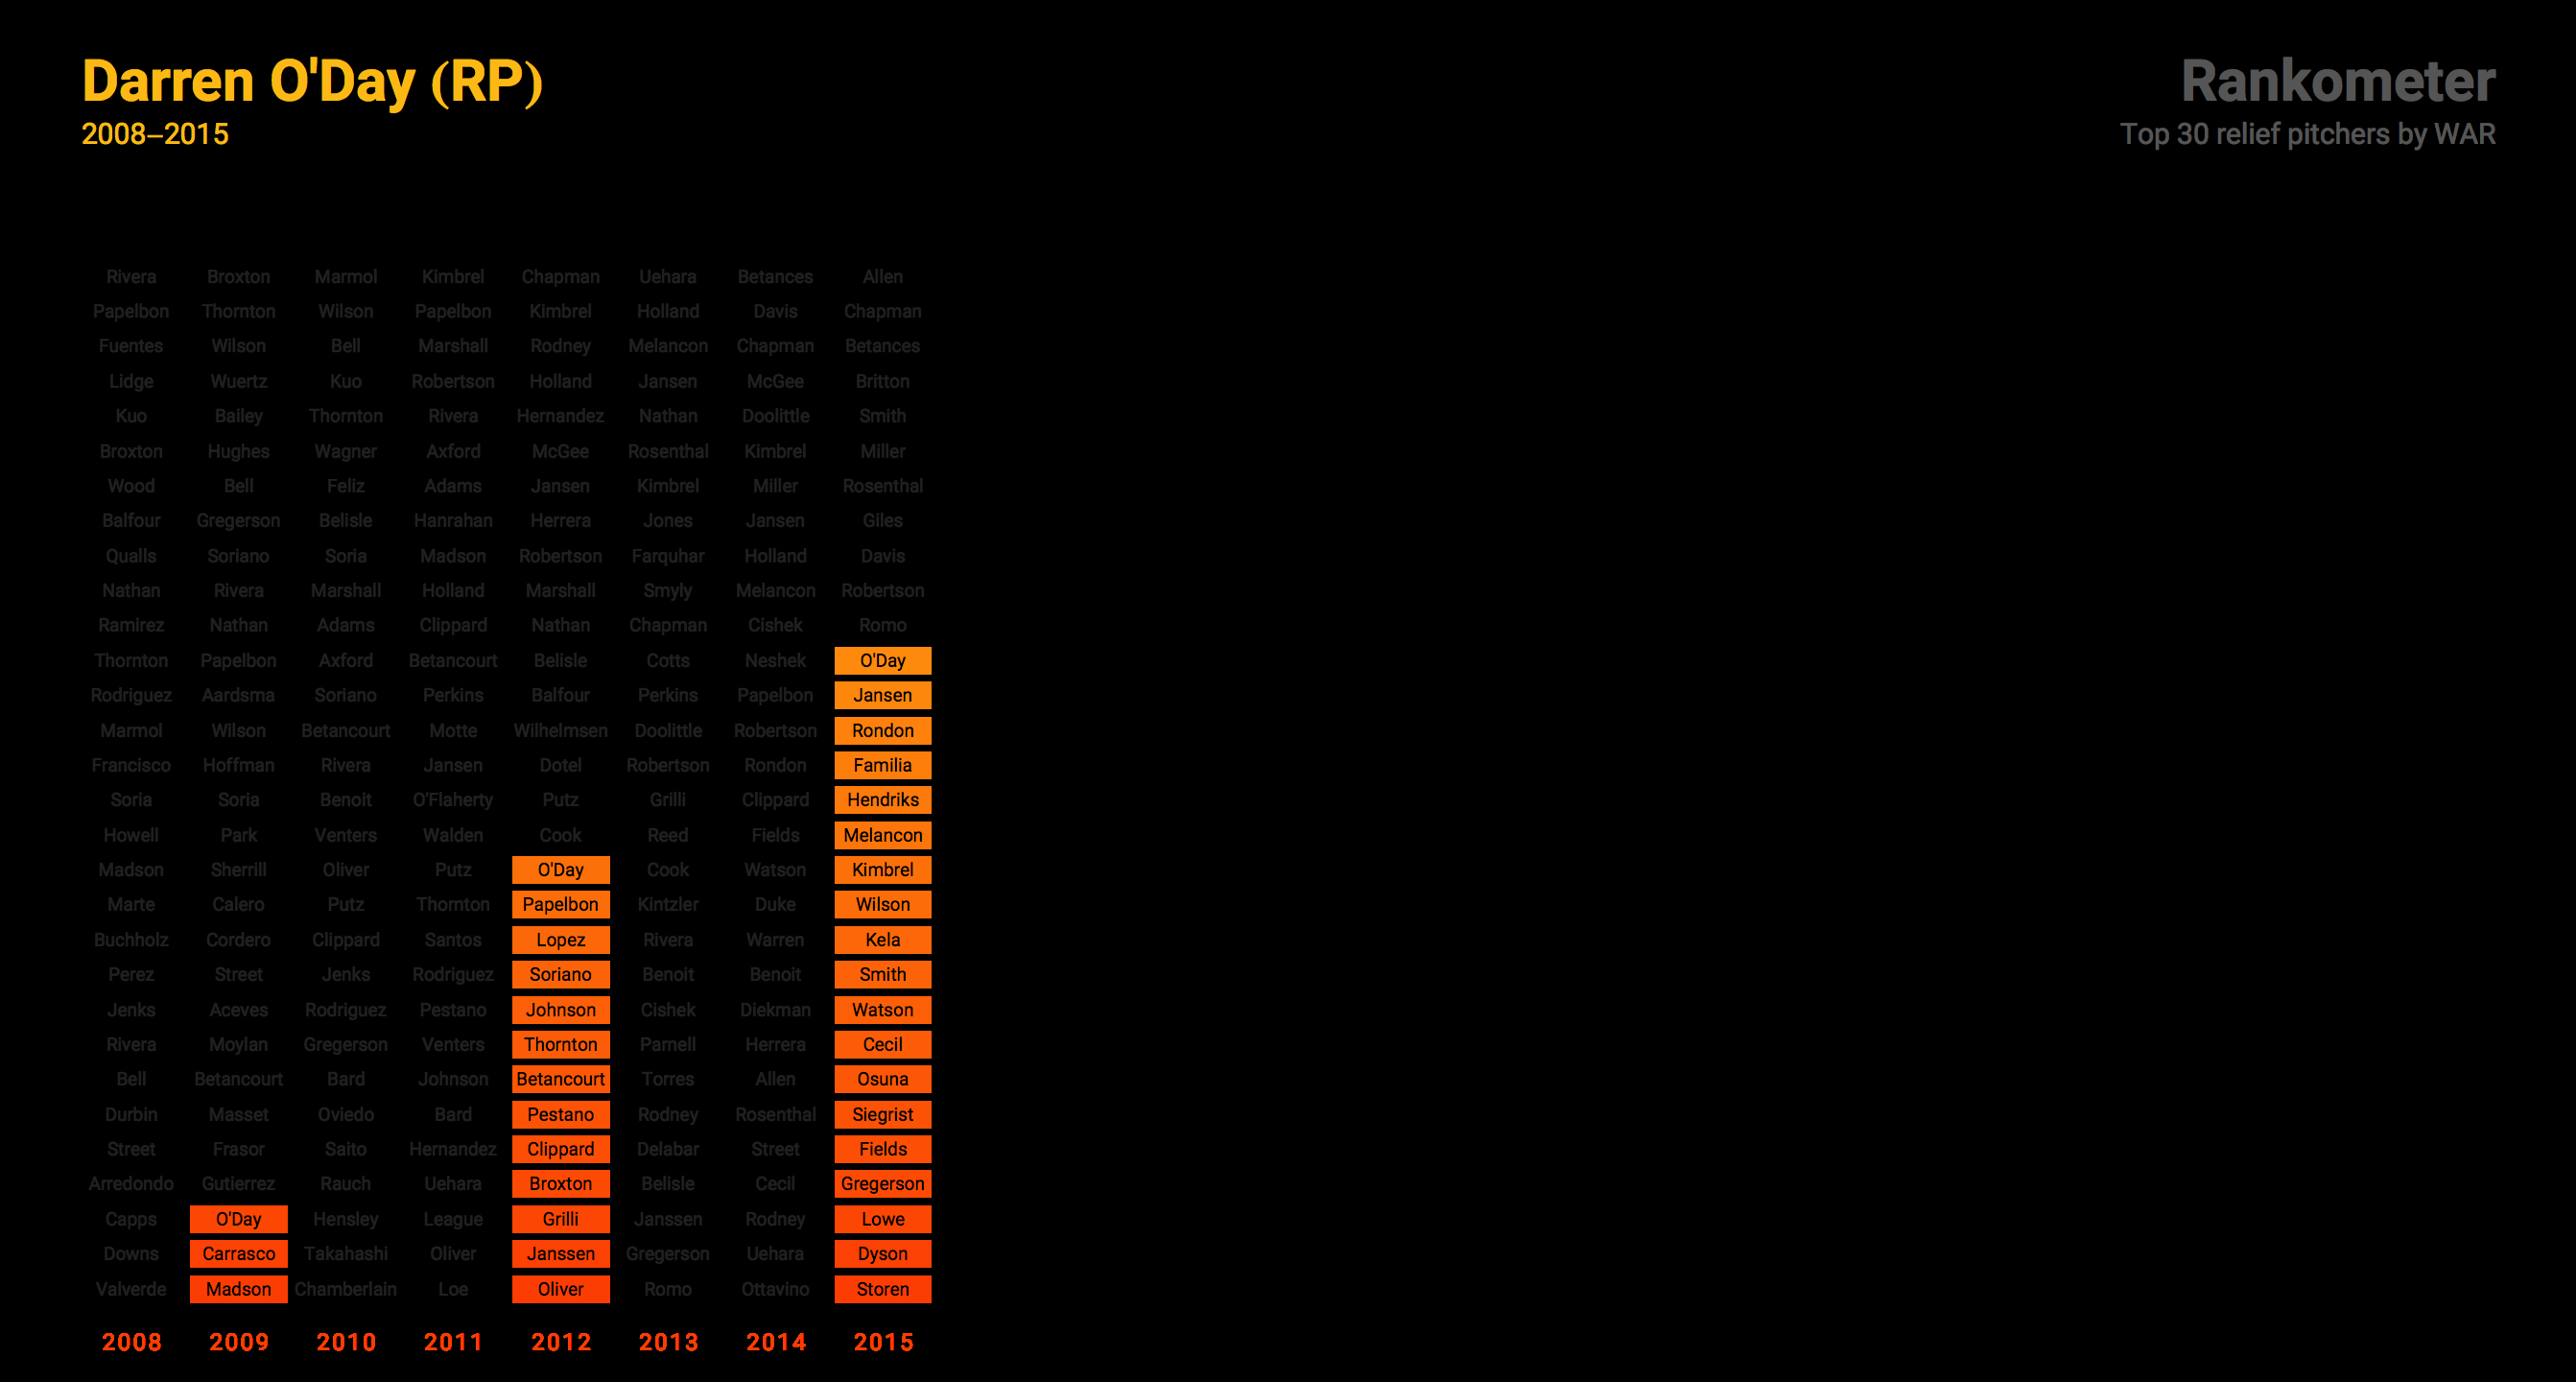 Darren O'Day (RP)
2008–2015
Rankometer
Top 30 relief pitchers by WAR
Rivera Broxton Marmol Kimbrel Chapman Uehara Betances Allen
Papelbon Thornton Wilson Papelbon Kimbrel Holland Davis Chapman
Fuentes Wilson Bell Marshall Rodney Melancon Chapman Betances
Lidge Wuertz Kuo Robertson Holland Jansen McGee Britton
Kuo Bailey Thornton Rivera Hernandez Nathan Doolittle Smith
Broxton Hughes Wagner Axford McGee Rosenthal Kimbrel Miller
Wood Bell Feliz Adams Jansen Kimbrel Miller Rosenthal
Balfour Gregerson Belisle Hanrahan Herrera Jones Jansen Giles
Qualls Soriano Soria Madson Robertson Farquhar Holland Davis
Nathan Rivera Marshall Holland Marshall Smyly Melancon Robertson
Ramirez Nathan Adams Clippard Nathan Chapman Cishek Romo
Thornton Papelbon Axford Betancourt Belisle Cotts Neshek O'Day
Rodriguez Aardsma Soriano Perkins Balfour Perkins Papelbon Jansen
Marmol Wilson Betancourt Motte Wilhelmsen Doolittle Robertson Rondon
Francisco Hoffman Rivera Jansen Dotel Robertson Rondon Familia
Soria Soria Benoit O'Flaherty Putz Grilli Clippard Hendriks
Howell Park Venters Walden Cook Reed Fields Melancon
Madson Sherrill Oliver Putz O'Day Cook Watson Kimbrel
Marte Calero Putz Thornton Papelbon Kintzler Duke Wilson
Buchholz Cordero Clippard Santos Lopez Rivera Warren Kela
Perez Street Jenks Rodriguez Soriano Benoit Benoit Smith
Jenks Aceves Rodriguez Pestano Johnson Cishek Diekman Watson
Rivera Moylan Gregerson Venters Thornton Parnell Herrera Cecil
Bell Betancourt Bard Johnson Betancourt Torres Allen Osuna
Durbin Masset Oviedo Bard Pestano Rodney Rosenthal Siegrist
Street Frasor Saito Hernandez Clippard Delabar Street Fields
Arredondo Gutierrez Rauch Uehara Broxton Belisle Cecil Gregerson
Capps O'Day Hensley League Grilli Janssen Rodney Lowe
Downs Carrasco Takahashi Oliver Janssen Gregerson Uehara Dyson
Valverde Madson Chamberlain Loe Oliver Romo Ottavino Storen
2008 2009 2010 2011 2012 2013 2014 2015